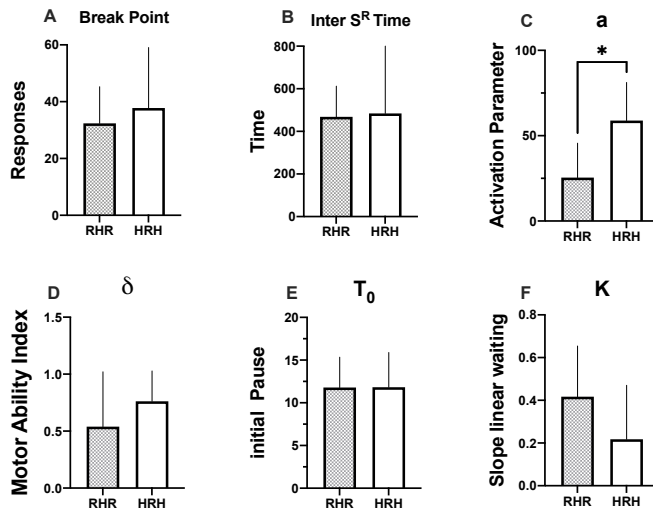 A Break Point
Responses
60
40
20
0
RHR HRH
B Inter Sᴿ Time
Time
800
600
400
200
0
RHR HRH
C a
Activation Parameter
100
50
0
*
RHR HRH
D δ
Motor Ability Index
1.5
1.0
0.5
0.0
RHR HRH
E T₀
initial Pause
20
15
10
5
0
RHR HRH
F K
Slope linear waiting
0.8
0.6
0.4
0.2
0.0
RHR HRH